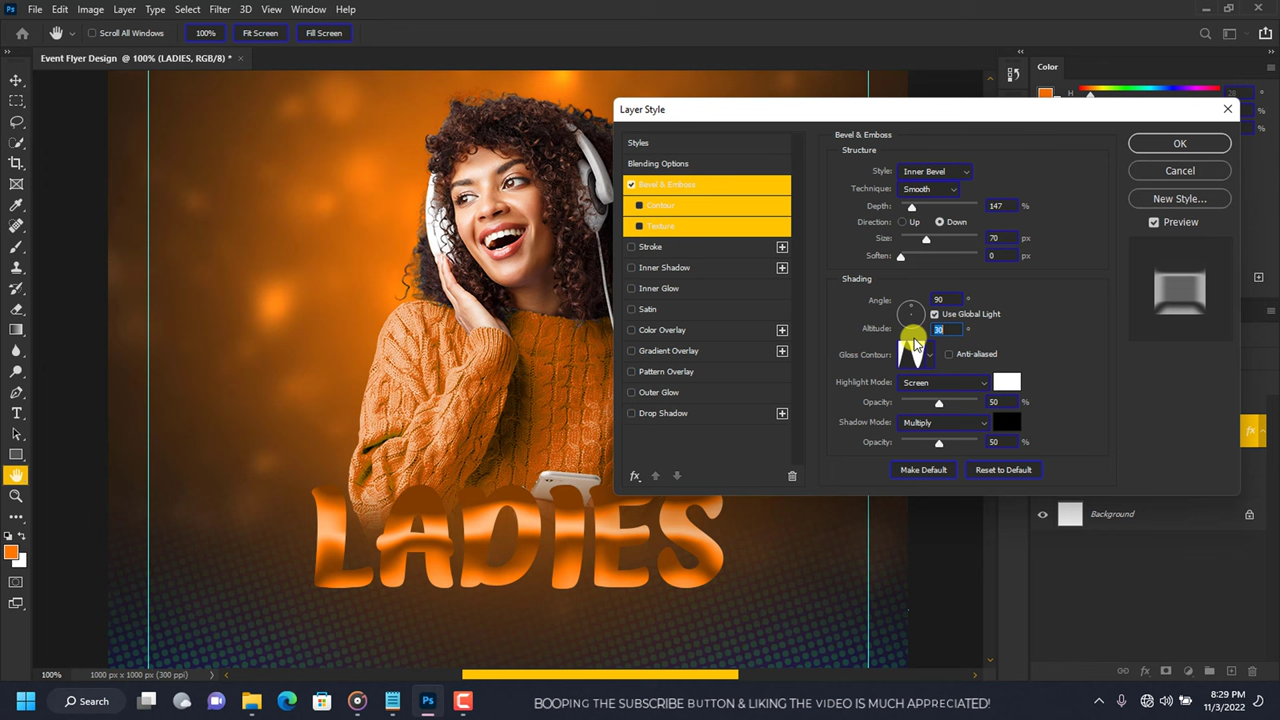 Ps File Edit Image Layer Type Select Filter 3D View Window Help
Scroll All Windows 100% Fit Screen Fill Screen
Event Flyer Design @ 100% (LADIES, RGB/8) * ×
Color
H 28 °
%
%
Layer Style
Styles
Blending Options
Bevel & Emboss
Contour
Texture
Stroke
Inner Shadow
Inner Glow
Satin
Color Overlay
Gradient Overlay
Pattern Overlay
Outer Glow
Drop Shadow
fx
Bevel & Emboss
Structure
Style: Inner Bevel
Technique: Smooth
Depth: 147 %
Direction: Up Down
Size: 70 px
Soften: 0 px
Shading
Angle: 90 °
Use Global Light
Altitude: 30 °
Gloss Contour: Anti-aliased
Highlight Mode: Screen
Opacity: 50 %
Shadow Mode: Multiply
Opacity: 50 %
Make Default Reset to Default
OK
Cancel
New Style...
Preview
fx
Background
LADIES
100% 1000 px x 1000 px (300 ppi)
fx
Search
Ps
BOOPING THE SUBSCRIBE BUTTON & LIKING THE VIDEO IS MUCH APPRECIATED!
8:29 PM
11/3/2022